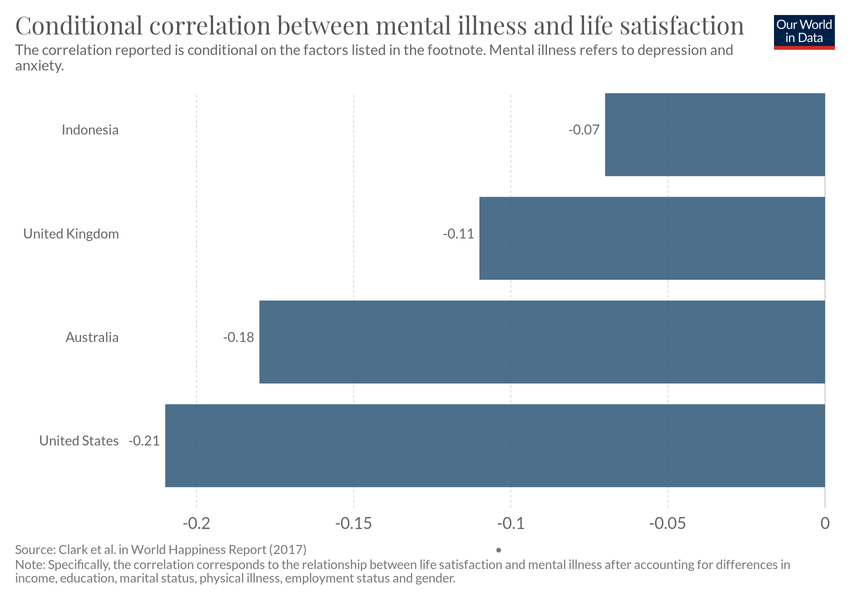 Conditional correlation between mental illness and life satisfaction
Our World
in Data
The correlation reported is conditional on the factors listed in the footnote. Mental illness refers to depression and
anxiety.
Indonesia
-0.07
United Kingdom
-0.11
Australia
-0.18
United States
-0.21
-0.2
-0.15
-0.1
-0.05
0
Source: Clark et al. in World Happiness Report (2017)
•
Note: Specifically, the correlation corresponds to the relationship between life satisfaction and mental illness after accounting for differences in
income, education, marital status, physical illness, employment status and gender.